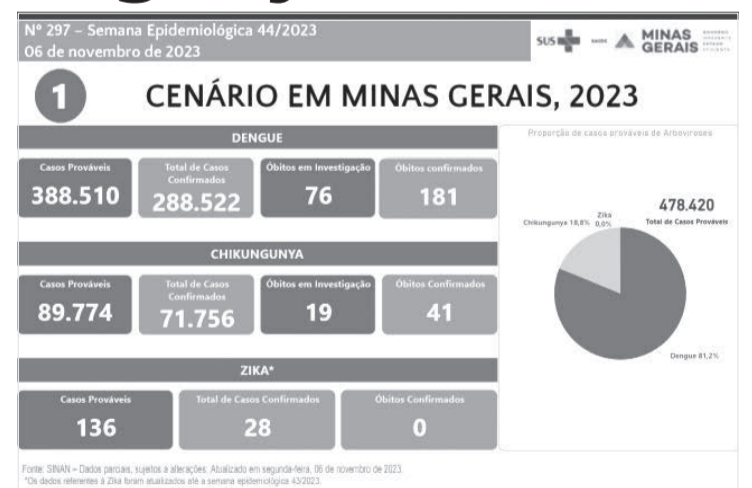 Nº 297 – Semana Epidemiológica 44/2023
06 de novembro de 2023
SUS
MINAS GERAIS
1
CENÁRIO EM MINAS GERAIS, 2023
DENGUE
Casos Prováveis
388.510
Total de Casos Confirmados
288.522
Óbitos em Investigação
76
Óbitos confirmados
181
CHIKUNGUNYA
Casos Prováveis
89.774
Total de Casos Confirmados
71.756
Óbitos em Investigação
19
Óbitos Confirmados
41
ZIKA*
Casos Prováveis
136
Total de Casos Confirmados
28
Óbitos Confirmados
0
Proporção de casos prováveis de Arboviroses
478.420
Total de Casos Prováveis
Zika
0,0%
Chikungunya 18,8%
Dengue 81,2%
Fonte: SINAN – Dados parciais, sujeitos a alterações. Atualizado em segunda-feira, 06 de novembro de 2023.
*Os dados referentes à Zika foram atualizados até a semana epidemiológica 43/2023.